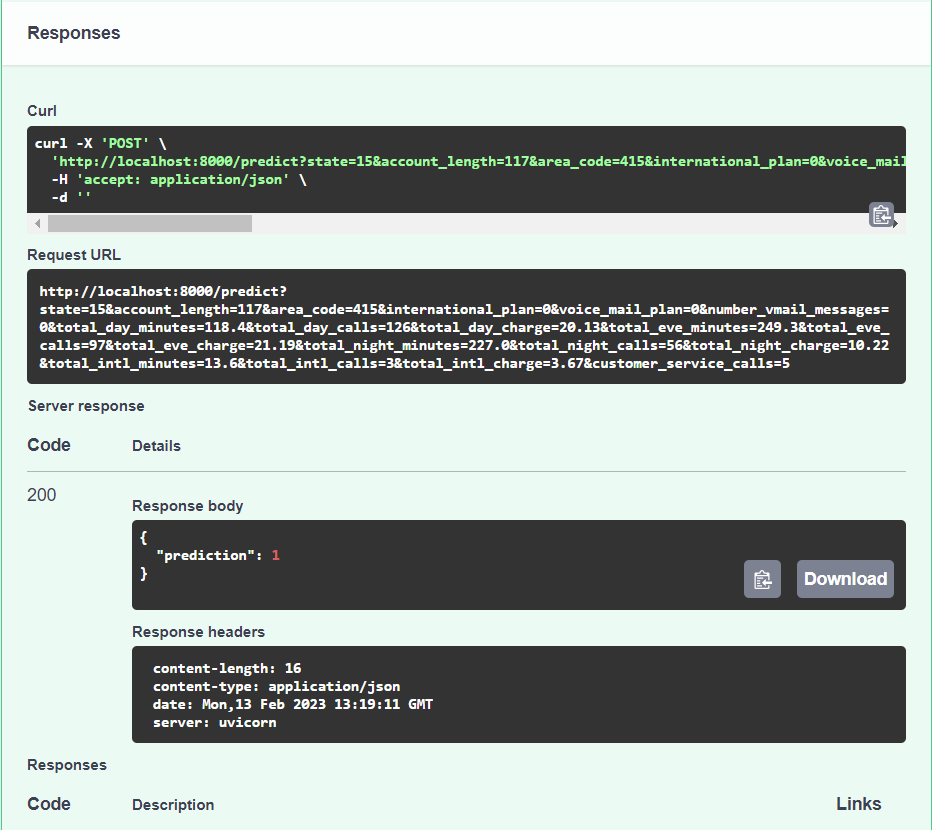 Responses
Curl
curl -X 'POST' \
'http://localhost:8000/predict?state=15&account_length=117&area_code=415&international_plan=0&voice_mail
-H 'accept: application/json' \
-d ''
Request URL
http://localhost:8000/predict?
state=15&account_length=117&area_code=415&international_plan=0&voice_mail_plan=0&number_vmail_messages=
0&total_day_minutes=118.4&total_day_calls=126&total_day_charge=20.13&total_eve_minutes=249.3&total_eve_
calls=97&total_eve_charge=21.19&total_night_minutes=227.0&total_night_calls=56&total_night_charge=10.22
&total_intl_minutes=13.6&total_intl_calls=3&total_intl_charge=3.67&customer_service_calls=5
Server response
Code Details
200
Response body
{
"prediction": 1
}
Download
Response headers
content-length: 16
content-type: application/json
date: Mon,13 Feb 2023 13:19:11 GMT
server: uvicorn
Responses
Code Description Links